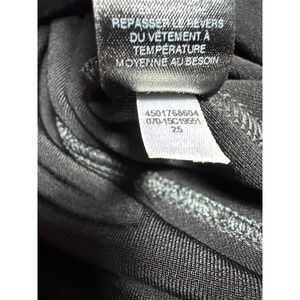 REPASSER LE REVERS
DU VÊTEMENT À
TEMPÉRATURE
MOYENNE AU BESOIN
4501768604
070-15C19551
25